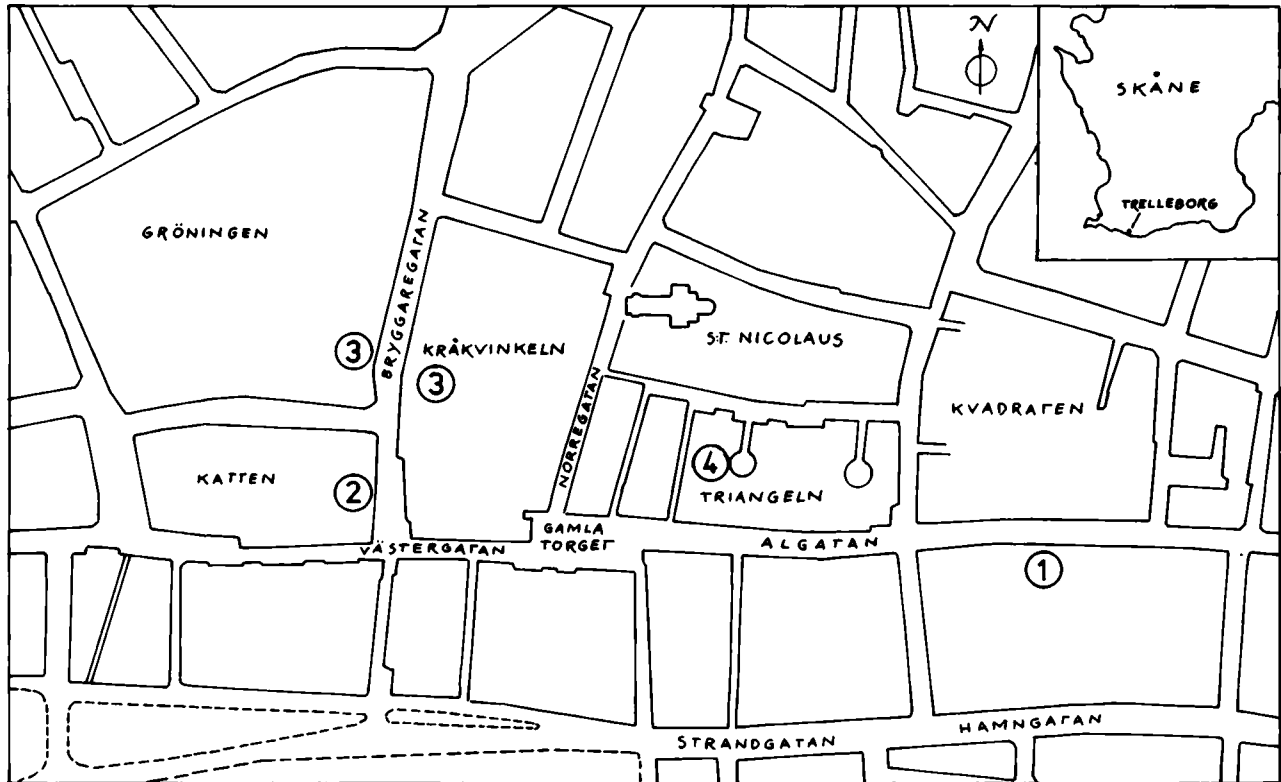 N
SKÅNE
TRELLEBORG
GRÖNINGEN
BRYGGAREGATAN
③
KRÅKVINKELN
③
S:T. NICOLAUS
NORREGATAN
KVADRATEN
KATTEN
②
④
TRIANGELN
GAMLA
TORGET
VÄSTERGATAN
ALGATAN
①
HAMNGATAN
STRANDGATAN